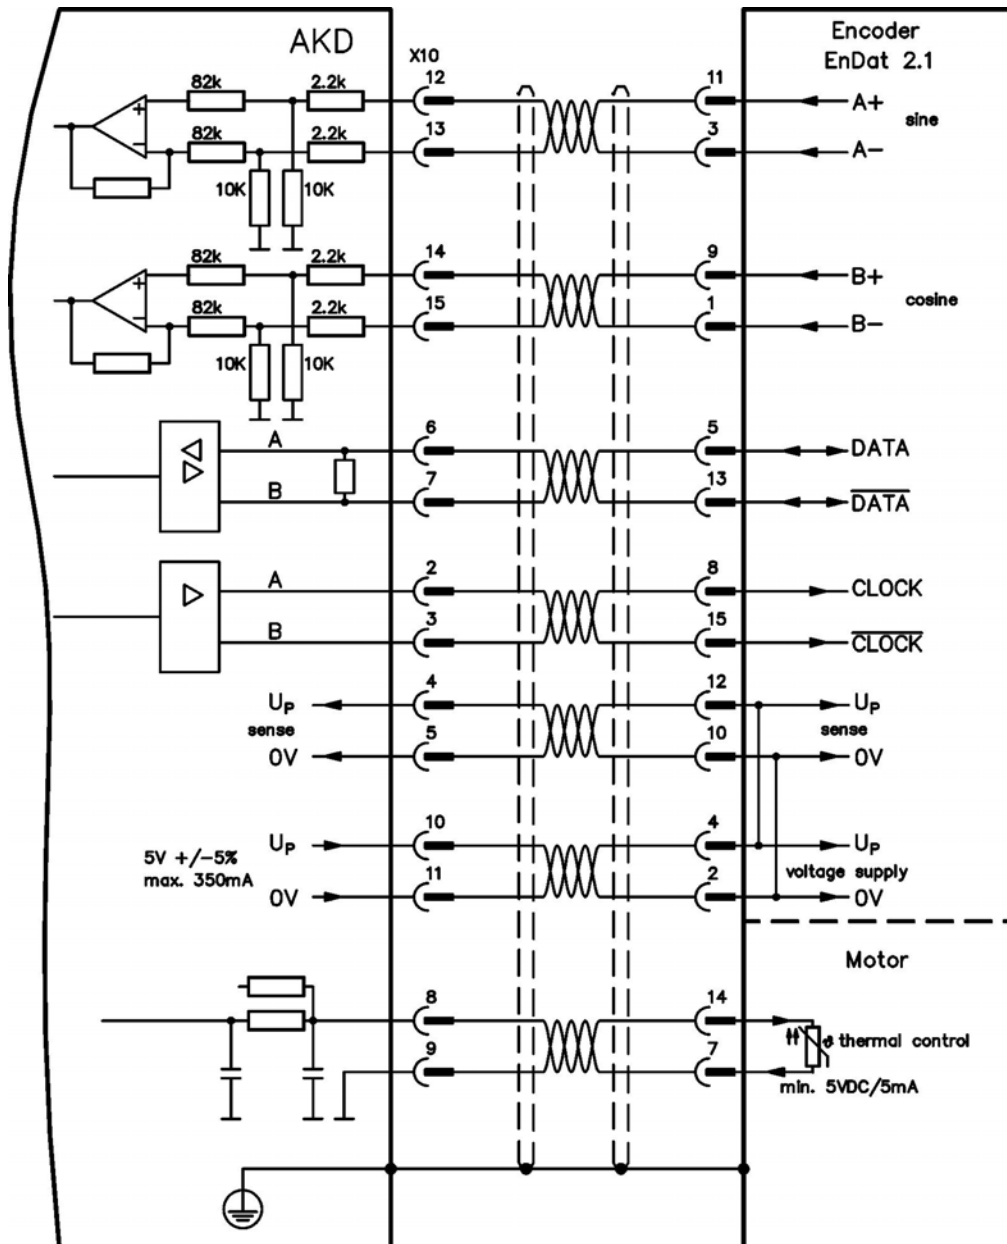 AKD
X10
Encoder
EnDat 2.1
82k
2.2k
12
11
A+
+
sine
82k
2.2k
13
3
A-
-
10K
10K
82k
2.2k
14
9
B+
+
cosine
82k
2.2k
15
1
B-
-
10K
10K
A
6
5
DATA
B
7
13
DATA
A
2
8
CLOCK
B
3
15
CLOCK
UP
4
12
UP
sense
sense
0V
5
10
0V
UP
10
4
UP
5V +/-5%
max. 350mA
voltage supply
0V
11
2
0V
Motor
8
14
ϑ thermal control
9
7
min. 5VDC/5mA